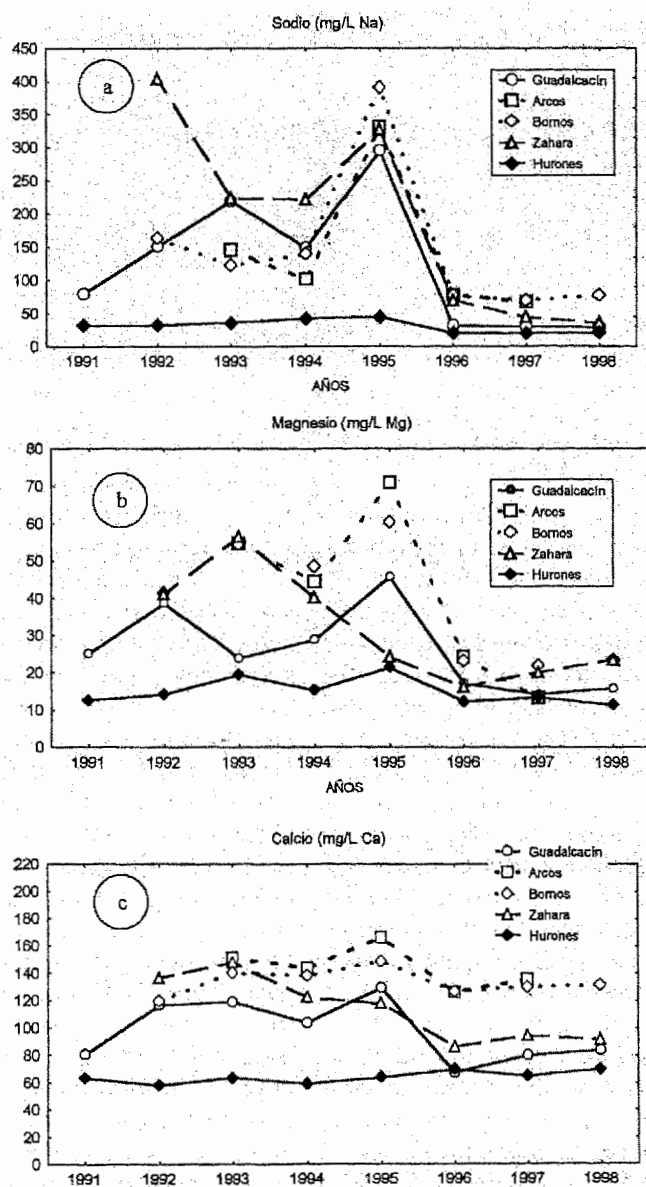 Sodio (mg/L Na)
450
400
350
300
250
200
150
100
50
0
a
Guadalcacín
Arcos
Bornos
Zahara
Hurones
1991 1992 1993 1994 1995 1996 1997 1998
AÑOS
Magnesio (mg/L Mg)
80
70
60
50
40
30
20
10
0
b
Guadalcacín
Arcos
Bornos
Zahara
Hurones
1991 1992 1993 1994 1995 1996 1997 1998
AÑOS
Calcio (mg/L Ca)
220
200
180
160
140
120
100
80
60
40
20
0
c
Guadalcacín
Arcos
Bornos
Zahara
Hurones
1991 1992 1993 1994 1995 1996 1997 1998